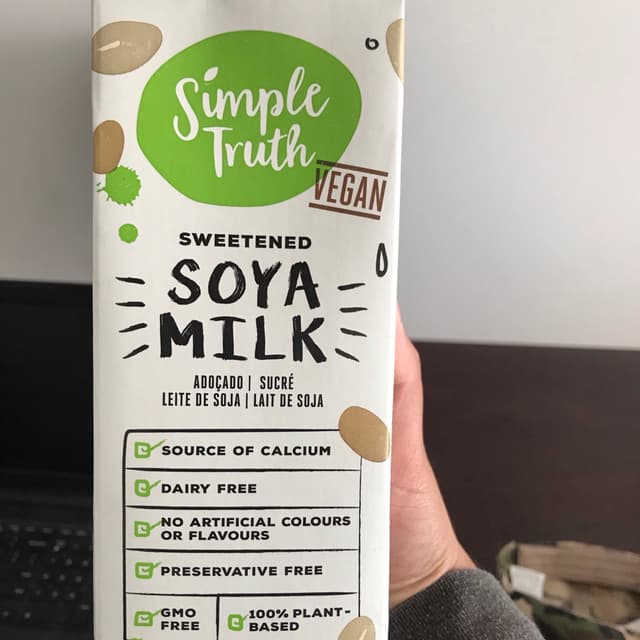 Simple
Truth
VEGAN
SWEETENED
SOYA
MILK
ADOÇADO | SUCRÉ
LEITE DE SOJA | LAIT DE SOJA
SOURCE OF CALCIUM
DAIRY FREE
NO ARTIFICIAL COLOURS
OR FLAVOURS
PRESERVATIVE FREE
GMO
FREE
100% PLANT-
BASED